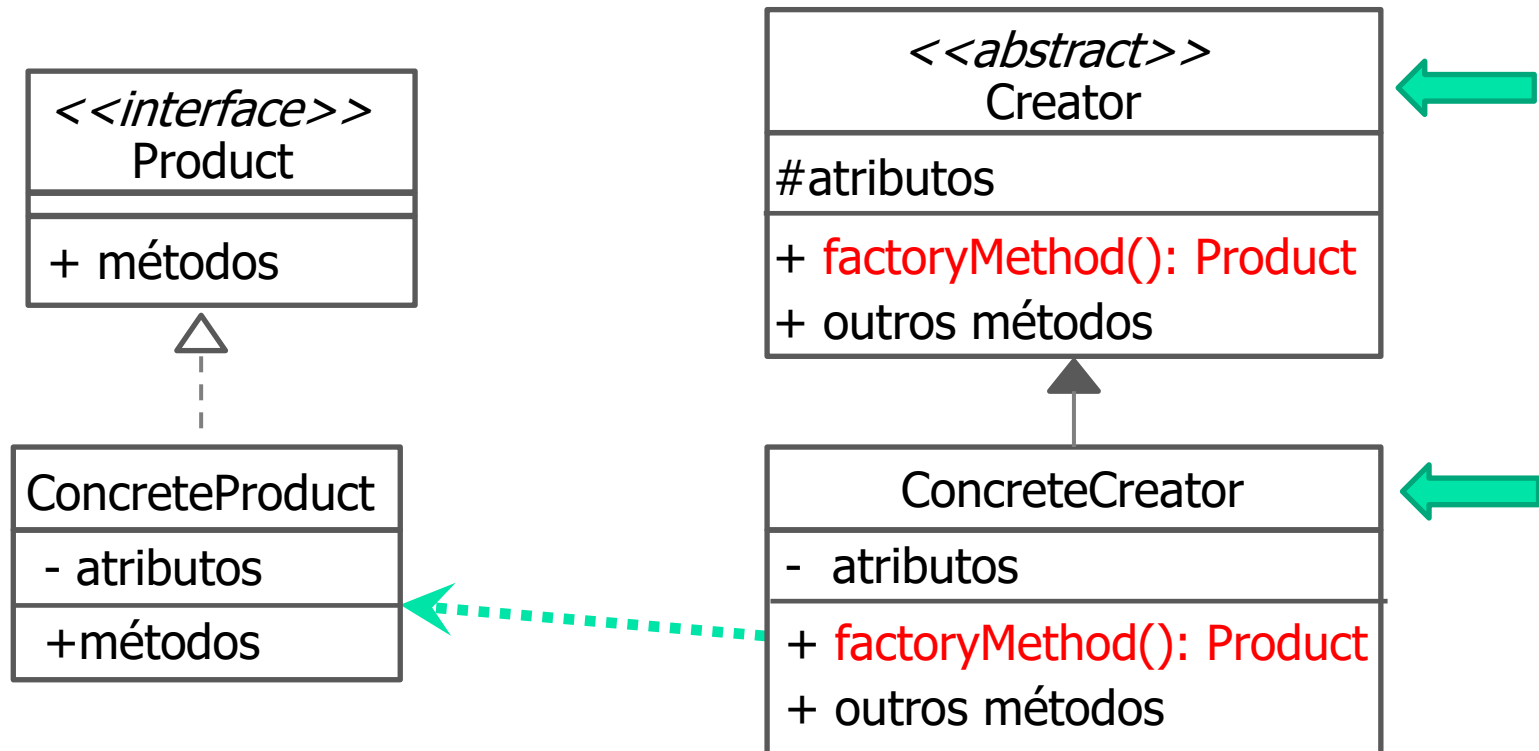 <<interface>>
Product
+ métodos
ConcreteProduct
- atributos
+métodos
<<abstract>>
Creator
#atributos
+ factoryMethod(): Product
+ outros métodos
ConcreteCreator
- atributos
+ factoryMethod(): Product
+ outros métodos